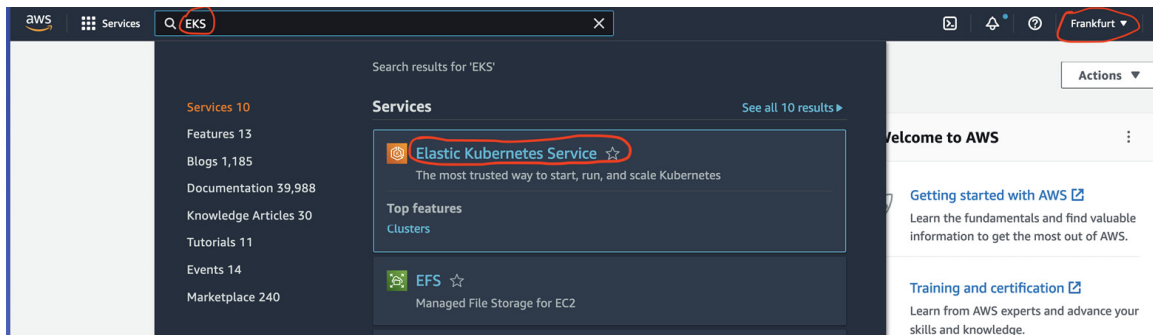 aws
Services
EKS
Frankfurt ▼
Search results for 'EKS'
Actions ▼
Services 10
Features 13
Blogs 1,185
Documentation 39,988
Knowledge Articles 30
Tutorials 11
Events 14
Marketplace 240
Services
See all 10 results ▶
Elastic Kubernetes Service
The most trusted way to start, run, and scale Kubernetes
Top features
Clusters
EFS
Managed File Storage for EC2
elcome to AWS
Getting started with AWS
Learn the fundamentals and find valuable
information to get the most out of AWS.
Training and certification
Learn from AWS experts and advance your
skills and knowledge.